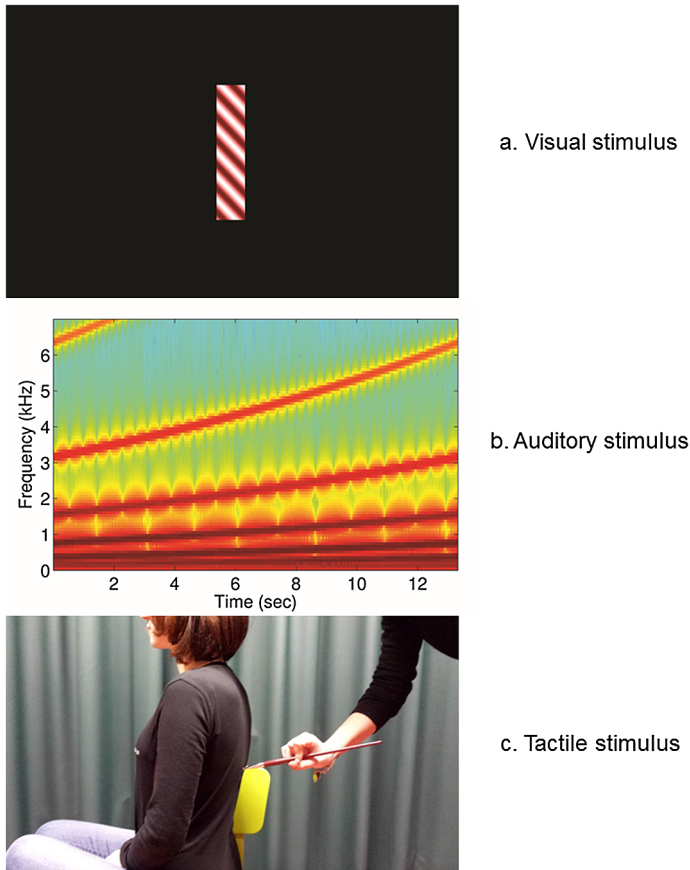 a. Visual stimulus
Frequency (kHz)
6
5
4
3
2
1
0
2 4 6 8 10 12
Time (sec)
b. Auditory stimulus
c. Tactile stimulus